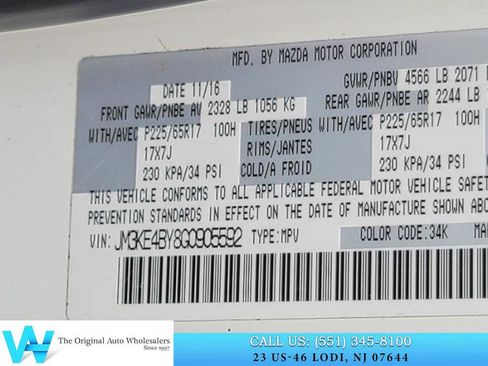 MFD. BY MAZDA MOTOR CORPORATION
DATE 11/16 GVWR/PNBV 4566 LB 2071
FRONT GAWR/PNBE AV 2328 LB 1056 KG REAR GAWR/PNBE AR 2244 LB
WITH/AVEC P225/65R17 100H TIRES/PNEUS WITH/AVEC P225/65R17 100H
17X7J RIMS/JANTES 17X7J
230 KPA/34 PSI COLD/A FROID 230 KPA/34 PSI
THIS VEHICLE CONFORMS TO ALL APPLICABLE FEDERAL MOTOR VEHICLE SAFET
PREVENTION STANDARDS IN EFFECT ON THE DATE OF MANUFACTURE SHOWN ABO
VIN: JM3KE4BY8G0905592 TYPE:MPV COLOR CODE:34K MA
The Original Auto Wholesalers
Since 1997
CALL US: (551) 345-8100
23 US-46 LODI, NJ 07644